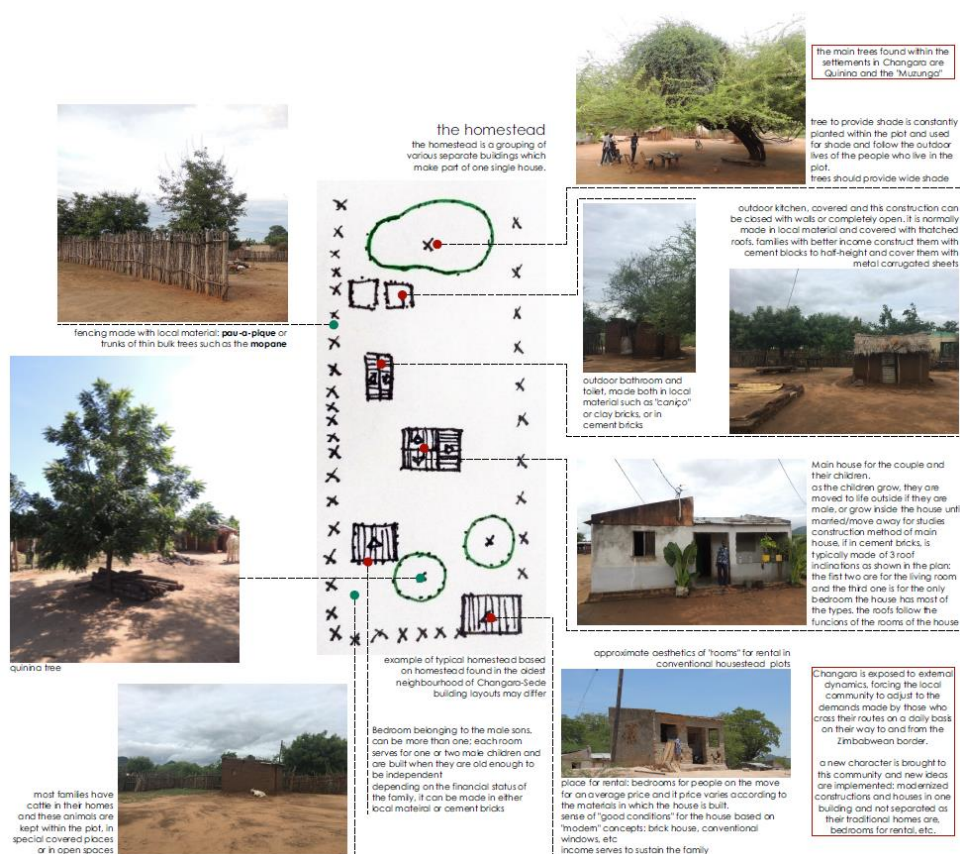 the main trees found within the
settlements in Changara are
Quinina and the "Muzunga"
the homestead
the homestead is a grouping of
various separate buildings which
make part of one single house.
tree to provide shade is constantly
planted within the plot and used
for shade and follow the outdoor
lives of the people who live in the
plot.
trees should provide wide shade
outdoor kitchen, covered and this construction can
be closed with walls or completely open. it is normally
made in local material and covered with thatched
roofs. families with better income construct them with
cement blocks to half-height and cover them with
metal corrugated sheets
fencing made with local material: pau-a-pique or
trunks of thin bulk trees such as the mopane
outdoor bathroom and
toilet, made both in local
material such as "caniço"
or clay bricks, or in
cement bricks
Main house for the couple and
their children.
as the children grow, they are
moved to life outside if they are
male, or grow inside the house until
married/move away for studies
construction method of main
house, if in cement bricks, is
typically made of 3 roof
inclinations as shown in the plan:
the first two are for the living room
and the third one is for the only
bedroom the house has most of
the types. the roofs follow the
funcions of the rooms of the house
quinina tree
example of typical homestead based
on homestead found in the oldest
neighbourhood of Changara-Sede
building layouts may differ
approximate aesthetics of "rooms" for rental in
conventional housestead plots
Changara is exposed to external
dynamics, forcing the local
community to adjust to the
demands made by those who
cross their routes on a daily basis
on their way to and from the
Zimbabwean border.
a new character is brought to
this community and new ideas
are implemented: modernized
constructions and houses in one
building and not separated as
their traditional homes are,
bedrooms for rental, etc.
Bedroom belonging to the male sons.
can be more than one; each room
serves for one or two male children and
are built when they are old enough to
be independent
depending on the financial status of
the family, it can be made in either
local mateiral or cement bricks
place for rental: bedrooms for people on the move
for an average price and it price varies according to
the materials in which the house is built.
sense of "good conditions" for the house based on
"modern" concepts: brick house, conventional
windows, etc
income serves to sustain the family
most families have
cattle in their homes
and these animals are
kept within the plot, in
special covered places
or in open spaces